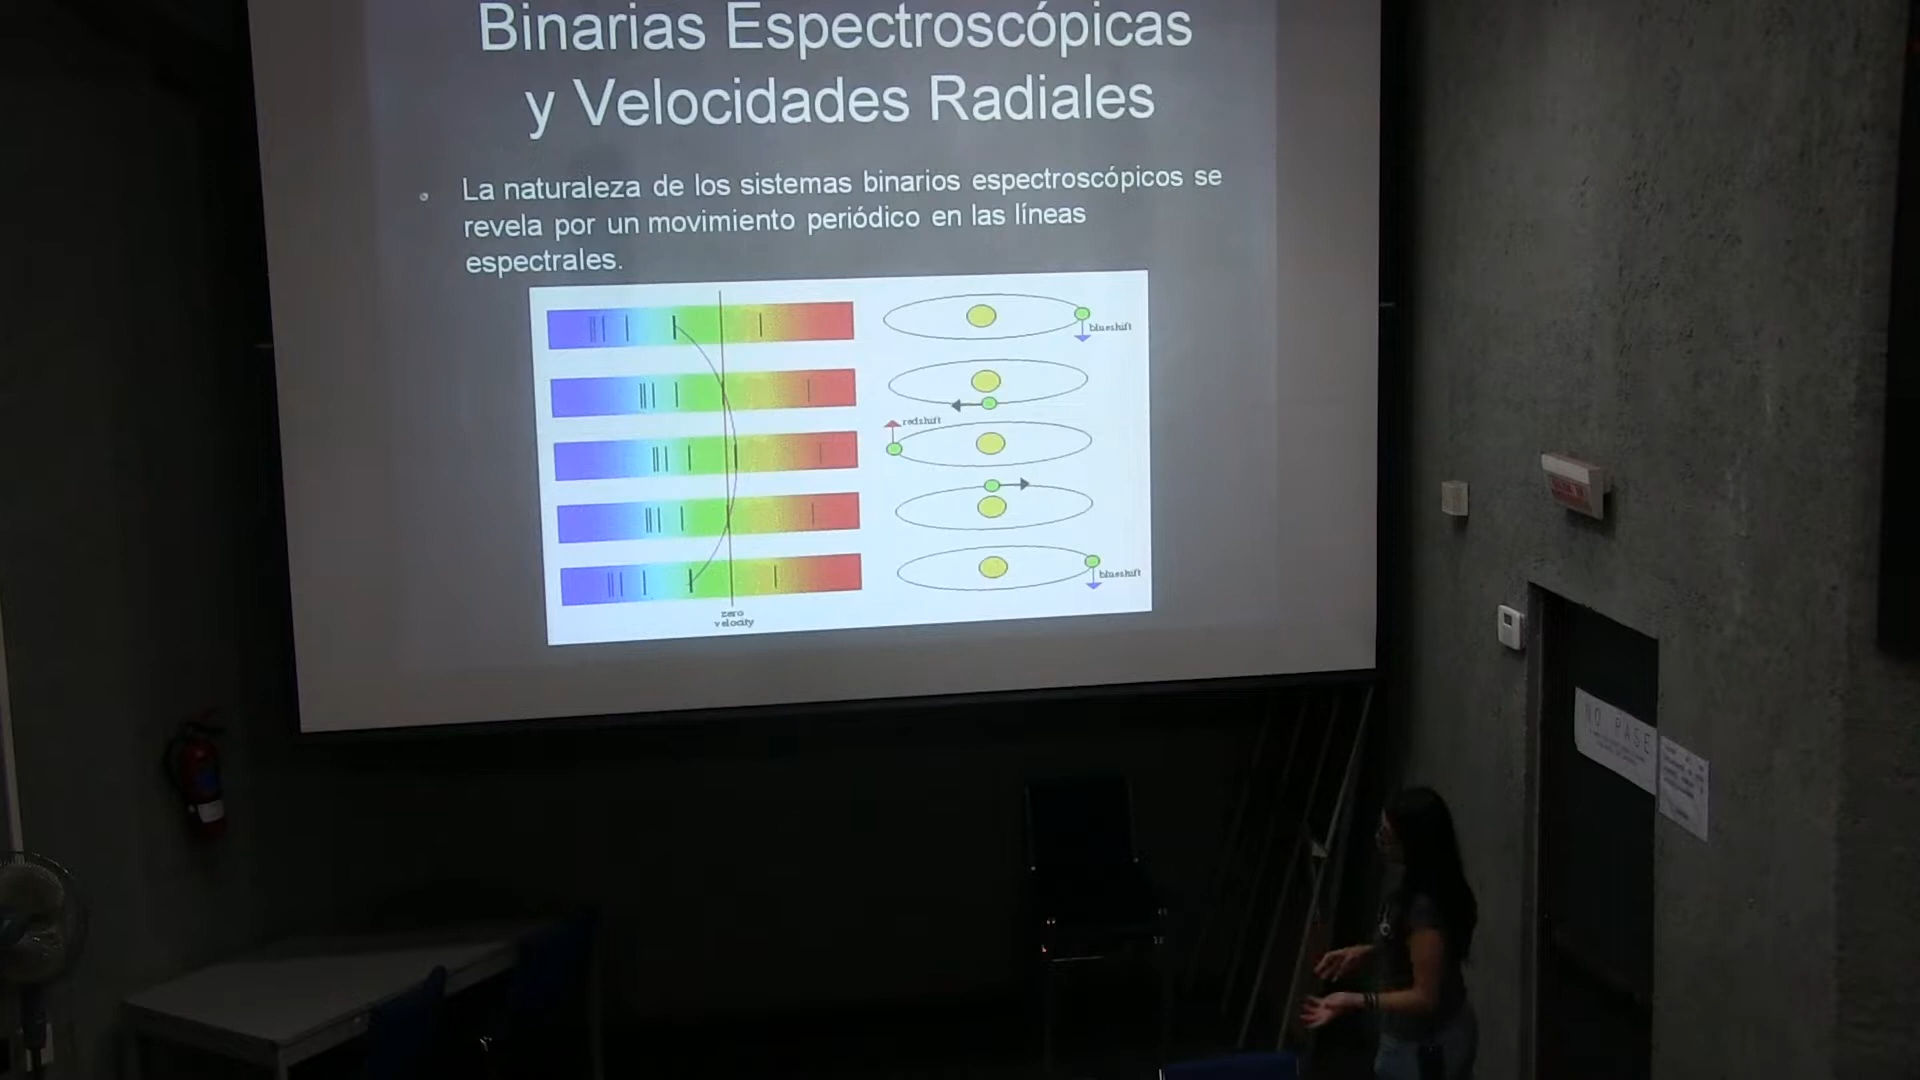 Binarias Espectroscópicas
y Velocidades Radiales
La naturaleza de los sistemas binarios espectroscópicos se
revela por un movimiento periódico en las líneas
espectrales.
blueshift
redshift
blueshift
zero
velocity
NO PASE